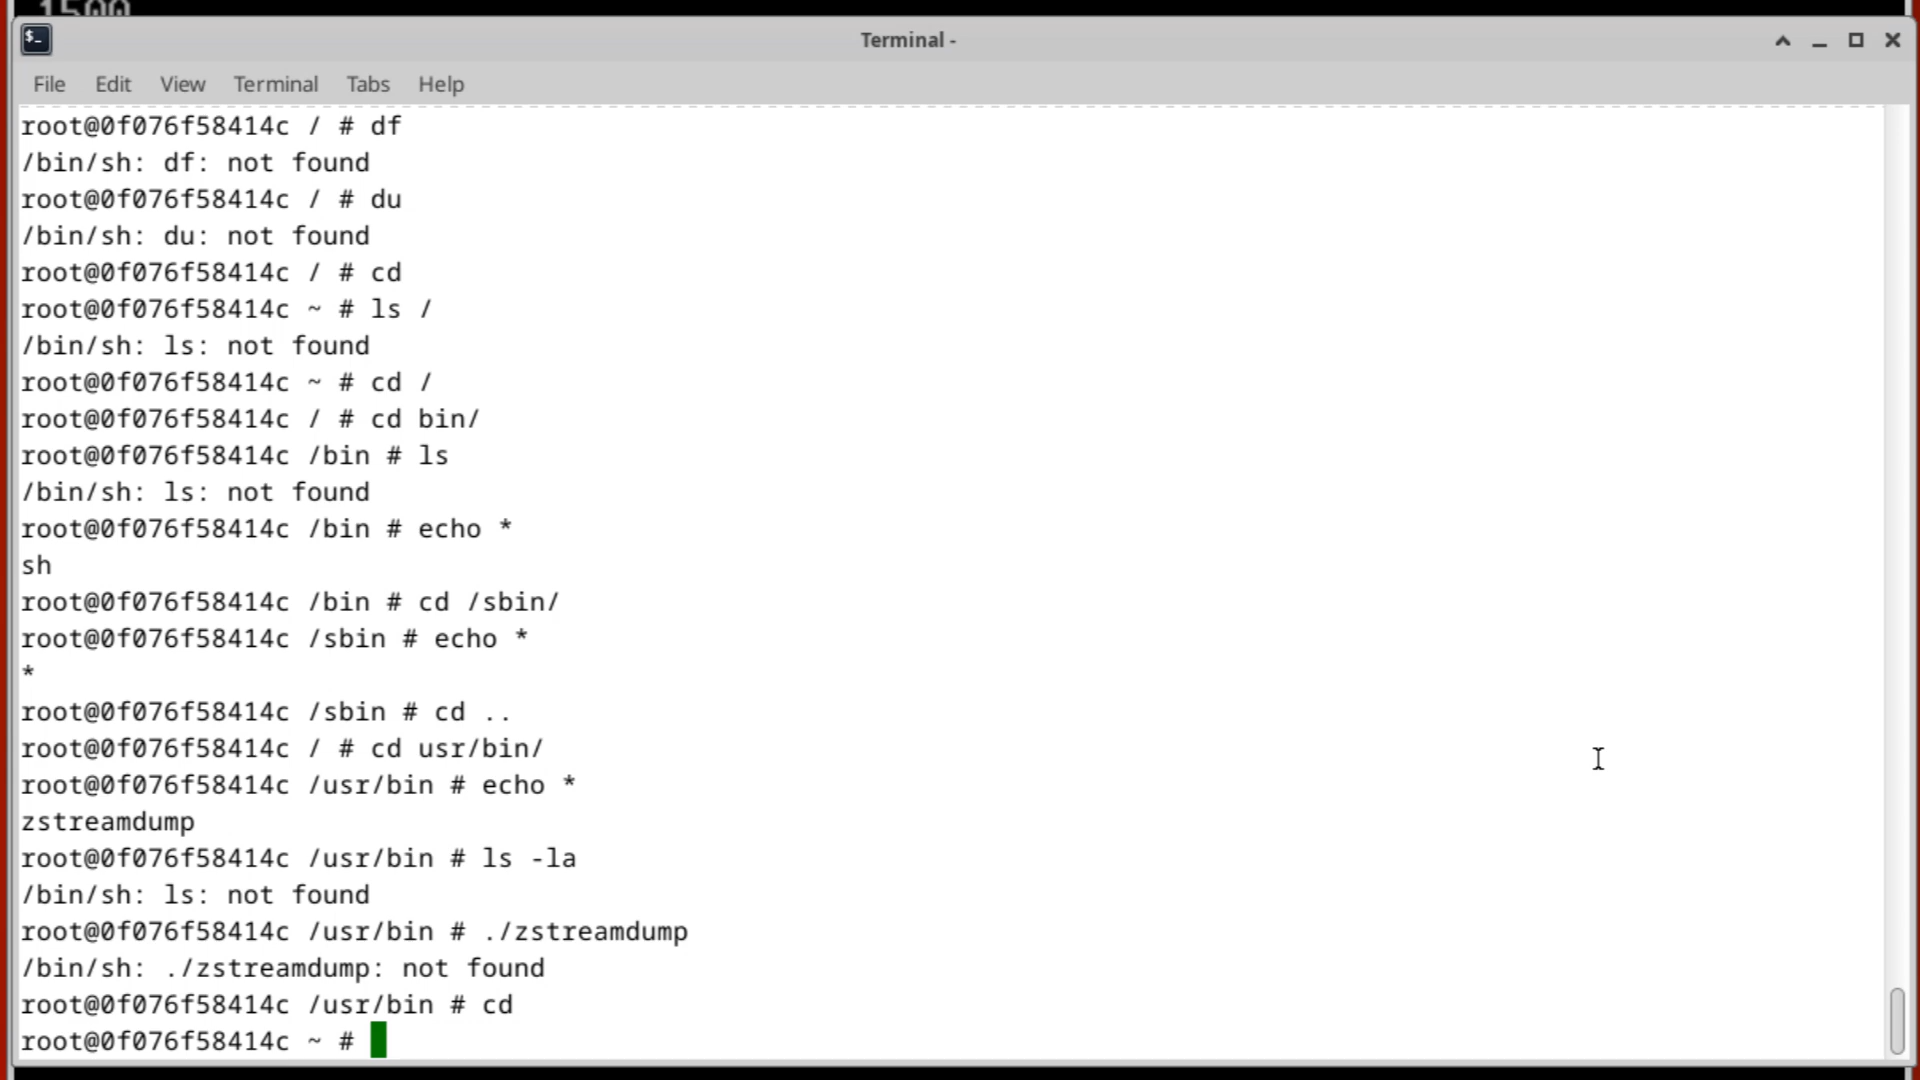 1500
Terminal -
File Edit View Terminal Tabs Help
root@0f076f58414c / # df
/bin/sh: df: not found
root@0f076f58414c / # du
/bin/sh: du: not found
root@0f076f58414c / # cd
root@0f076f58414c ~ # ls /
/bin/sh: ls: not found
root@0f076f58414c ~ # cd /
root@0f076f58414c / # cd bin/
root@0f076f58414c /bin # ls
/bin/sh: ls: not found
root@0f076f58414c /bin # echo *
sh
root@0f076f58414c /bin # cd /sbin/
root@0f076f58414c /sbin # echo *
*
root@0f076f58414c /sbin # cd ..
root@0f076f58414c / # cd usr/bin/
root@0f076f58414c /usr/bin # echo *
zstreamdump
root@0f076f58414c /usr/bin # ls -la
/bin/sh: ls: not found
root@0f076f58414c /usr/bin # ./zstreamdump
/bin/sh: ./zstreamdump: not found
root@0f076f58414c /usr/bin # cd
root@0f076f58414c ~ #